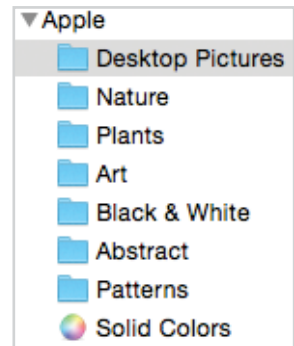 Apple
Desktop Pictures
Nature
Plants
Art
Black & White
Abstract
Patterns
Solid Colors